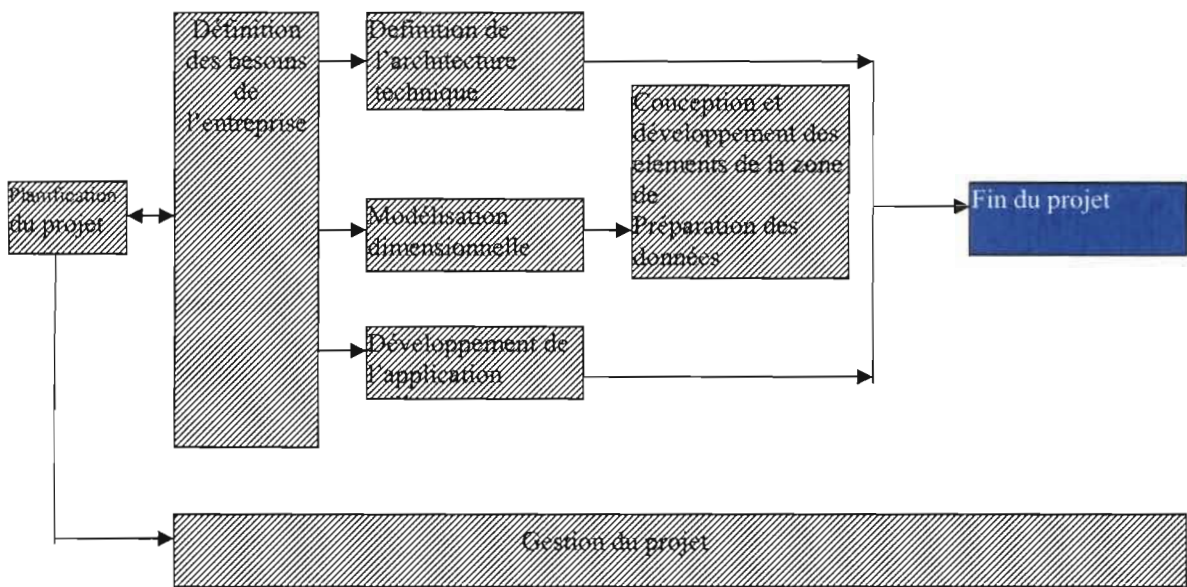 Définition
des besoins
de
l'entreprise
Definition de
l'architecture
technique
Conception et
développement des
elements de la zone
de
Préparation des
données
Planification
du projet
Modélisation
dimensionnelle
Fin du projet
Développement de
l'application
Gestion du projet